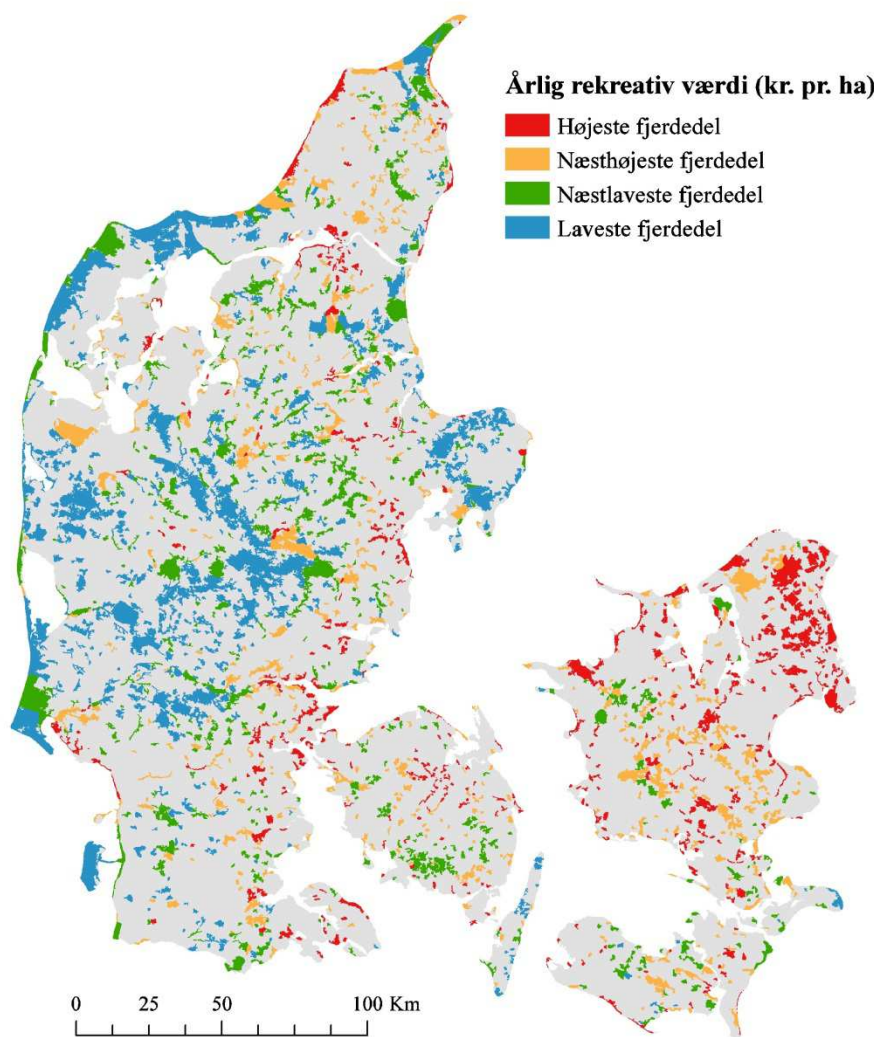 Årlig rekreativ værdi (kr. pr. ha)
Højeste fjerdedel
Næsthøjeste fjerdedel
Næstlaveste fjerdedel
Laveste fjerdedel
0 25 50 100 Km